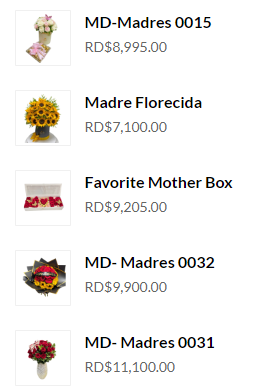 MD-Madres 0015
RD$8,995.00
Madre Florecida
RD$7,100.00
Favorite Mother Box
RD$9,205.00
MD- Madres 0032
RD$9,900.00
MD- Madres 0031
RD$11,100.00